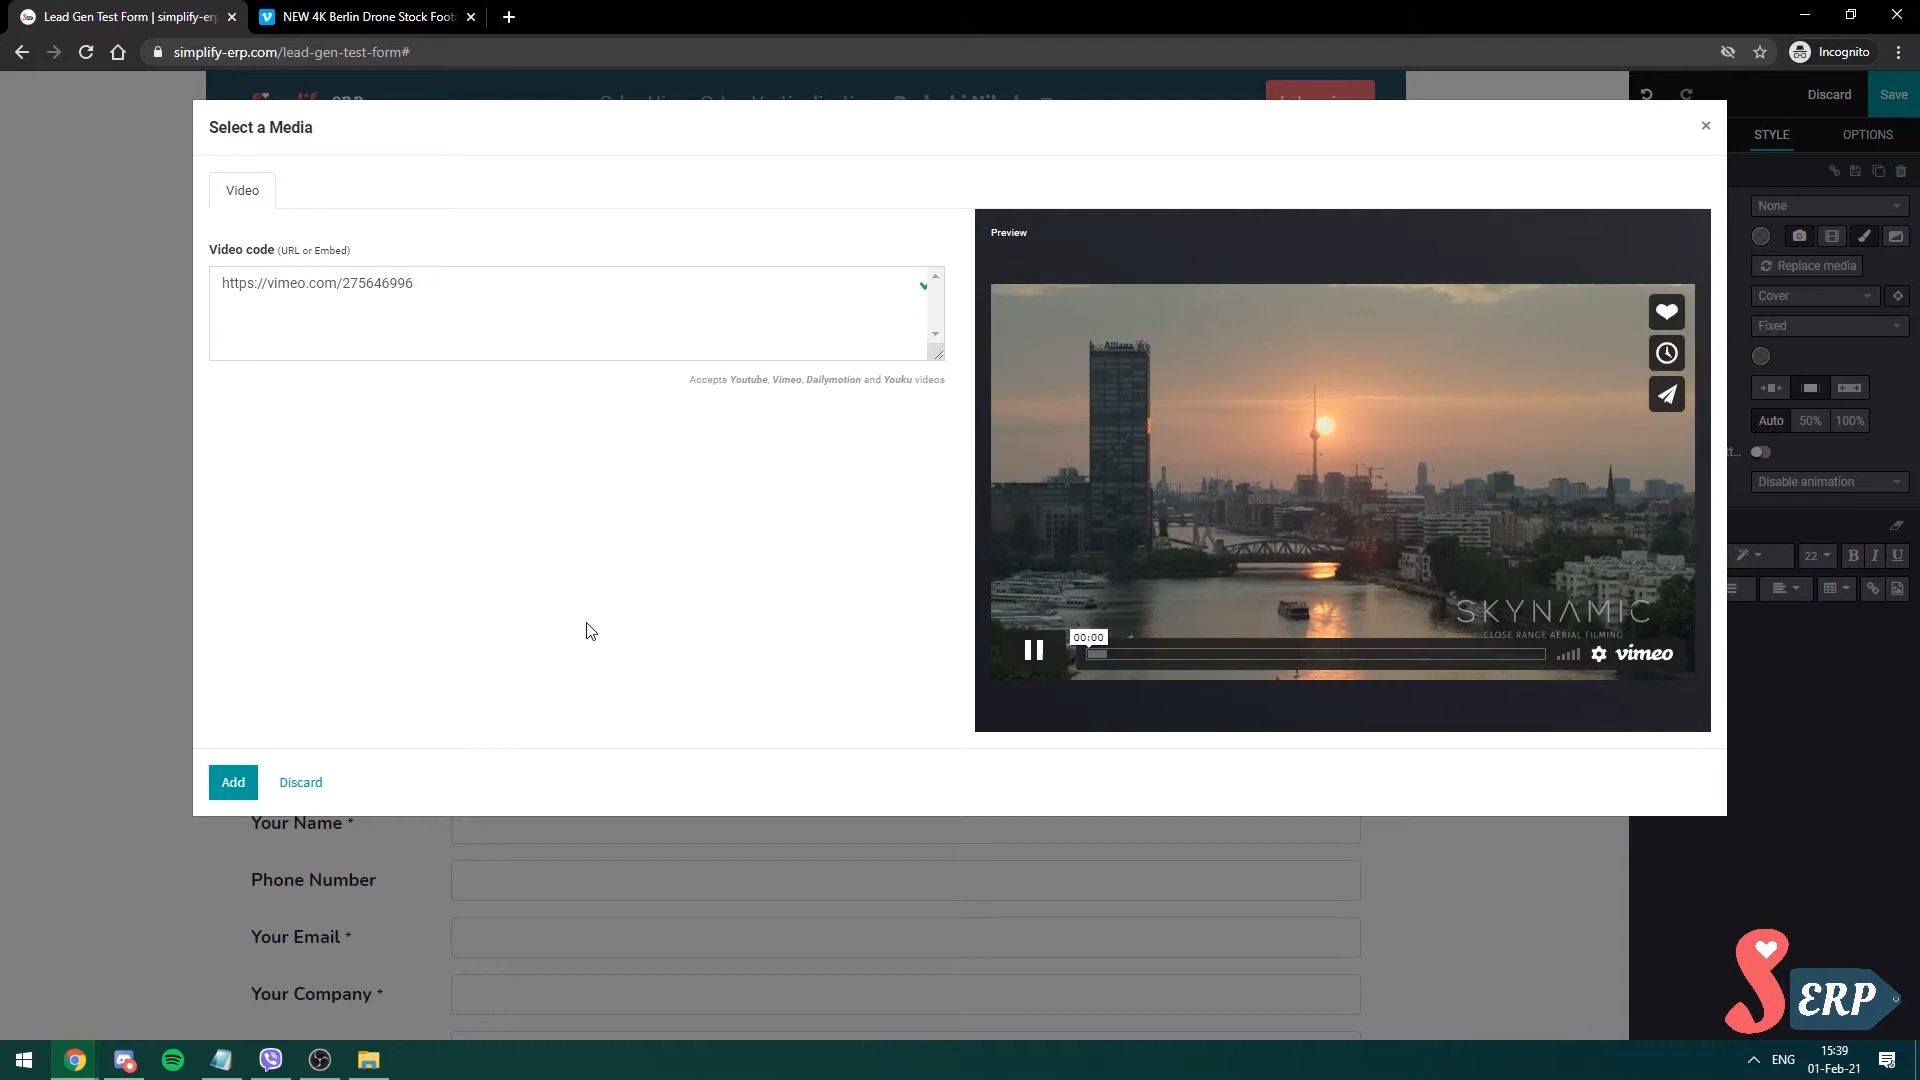 Lead Gen Test Form | simplify-erp
NEW 4K Berlin Drone Stock Foota
simplify-erp.com/lead-gen-test-form#
Incognito
Discard
Save
Select a Media
STYLE
OPTIONS
Video
None
Preview
Video code (URL or Embed)
Replace media
https://vimeo.com/275646996
Cover
Fixed
Allianz
Accepts Youtube, Vimeo, Dailymotion and Youku videos
Auto
50%
100%
Disable animation
22
B
I
U
SKYNAMIC
CLOSE RANGE AERIAL FILMING
00:00
vimeo
Add
Discard
Your Name *
Phone Number
Your Email *
Your Company *
SERP
ENG
15:39
01-Feb-21